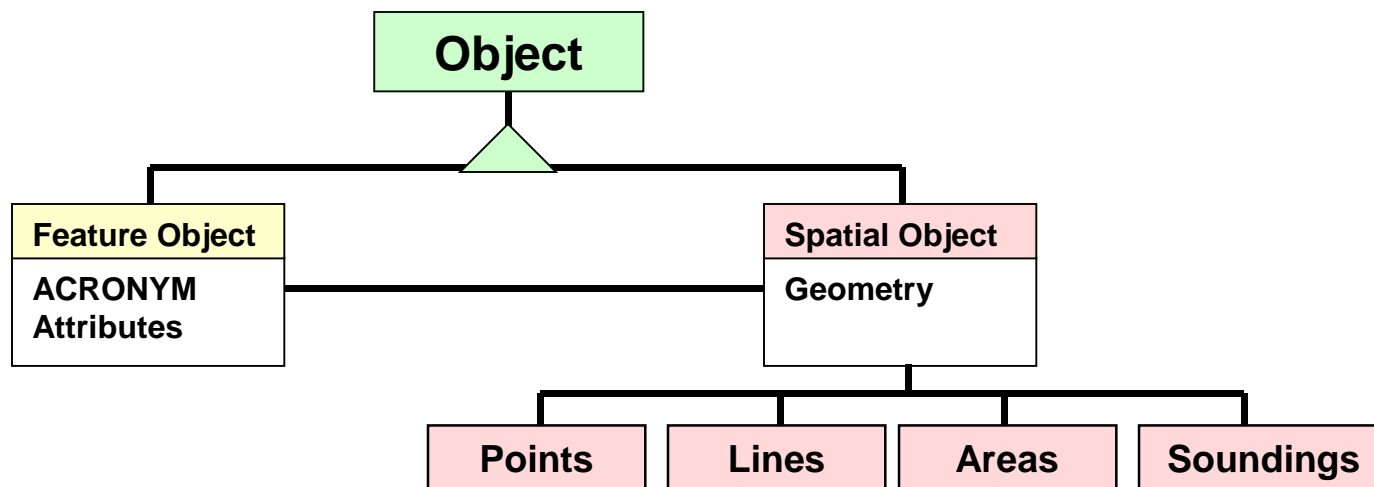 Object
Feature Object
ACRONYM
Attributes
Spatial Object
Geometry
Points
Lines
Areas
Soundings